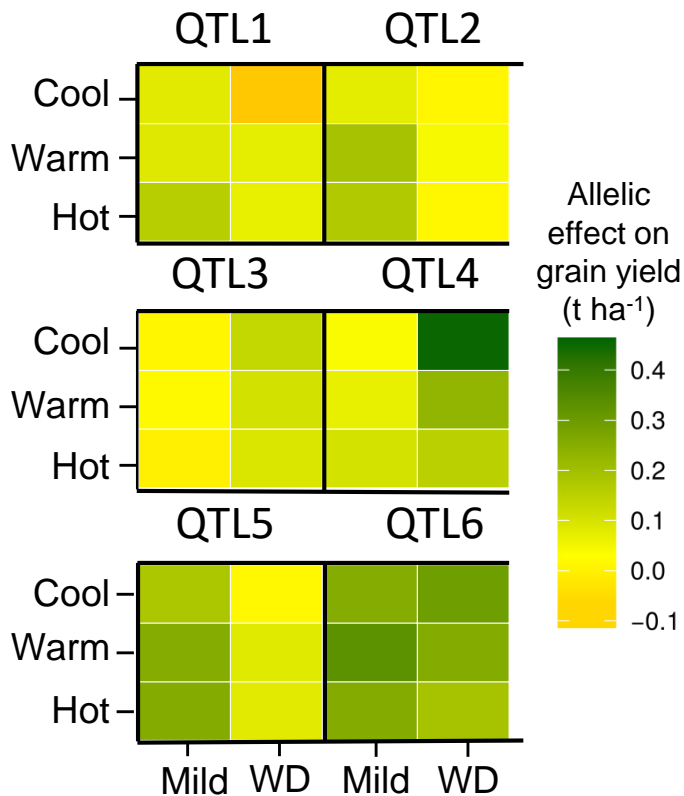 QTL1 QTL2
Cool
Warm
Hot
QTL3 QTL4
Cool
Warm
Hot
QTL5 QTL6
Cool
Warm
Hot
Mild WD Mild WD
Allelic
effect on
grain yield
(t ha⁻¹)
0.4
0.3
0.2
0.1
0.0
−0.1